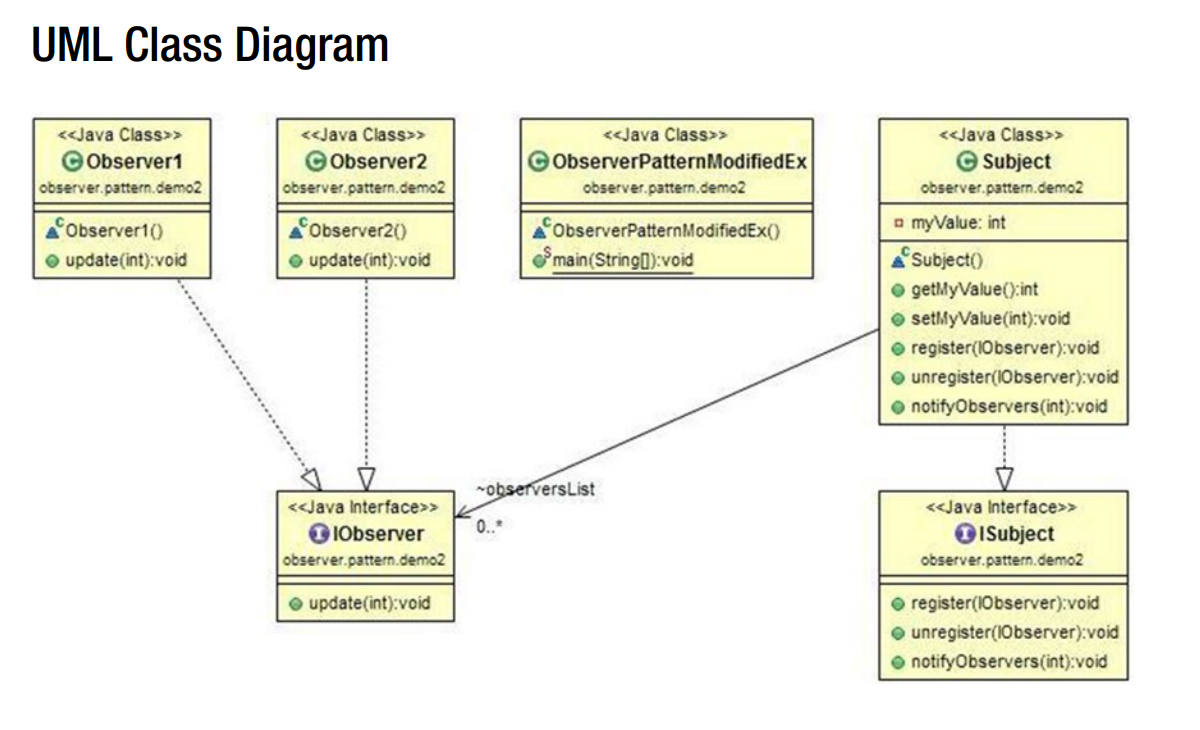 UML Class Diagram
<<Java Class>>
Observer1
observer.pattern.demo2
Observer1()
update(int):void
<<Java Class>>
Observer2
observer.pattern.demo2
Observer2()
update(int):void
<<Java Class>>
ObserverPatternModifiedEx
observer.pattern.demo2
ObserverPatternModifiedEx()
main(String[]):void
<<Java Class>>
Subject
observer.pattern.demo2
myValue: int
Subject()
getMyValue():int
setMyValue(int):void
register(IObserver):void
unregister(IObserver):void
notifyObservers(int):void
~observersList
0..*
<<Java Interface>>
IObserver
observer.pattern.demo2
update(int):void
<<Java Interface>>
ISubject
observer.pattern.demo2
register(IObserver):void
unregister(IObserver):void
notifyObservers(int):void